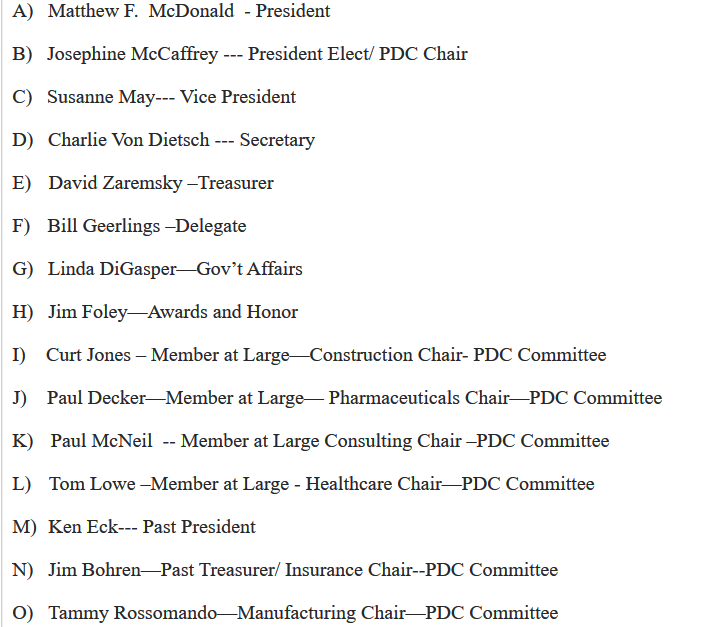 A) Matthew F. McDonald - President
B) Josephine McCaffrey --- President Elect/ PDC Chair
C) Susanne May--- Vice President
D) Charlie Von Dietsch --- Secretary
E) David Zaremsky –Treasurer
F) Bill Geerlings –Delegate
G) Linda DiGasper—Gov’t Affairs
H) Jim Foley—Awards and Honor
I) Curt Jones – Member at Large—Construction Chair- PDC Committee
J) Paul Decker—Member at Large— Pharmaceuticals Chair—PDC Committee
K) Paul McNeil -- Member at Large Consulting Chair –PDC Committee
L) Tom Lowe –Member at Large - Healthcare Chair—PDC Committee
M) Ken Eck--- Past President
N) Jim Bohren—Past Treasurer/ Insurance Chair--PDC Committee
O) Tammy Rossomando—Manufacturing Chair—PDC Committee